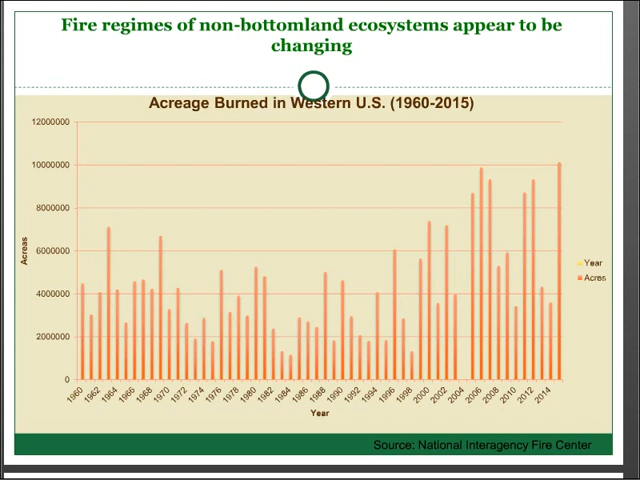 Fire regimes of non-bottomland ecosystems appear to be
changing
Acreage Burned in Western U.S. (1960-2015)
12000000
10000000
8000000
6000000
4000000
2000000
0
Acreas
1960 1962 1964 1966 1968 1970 1972 1974 1976 1978 1980 1982 1984 1986 1988 1990 1992 1994 1996 1998 2000 2002 2004 2006 2008 2010 2012 2014
Year
Year
Acres
Source: National Interagency Fire Center